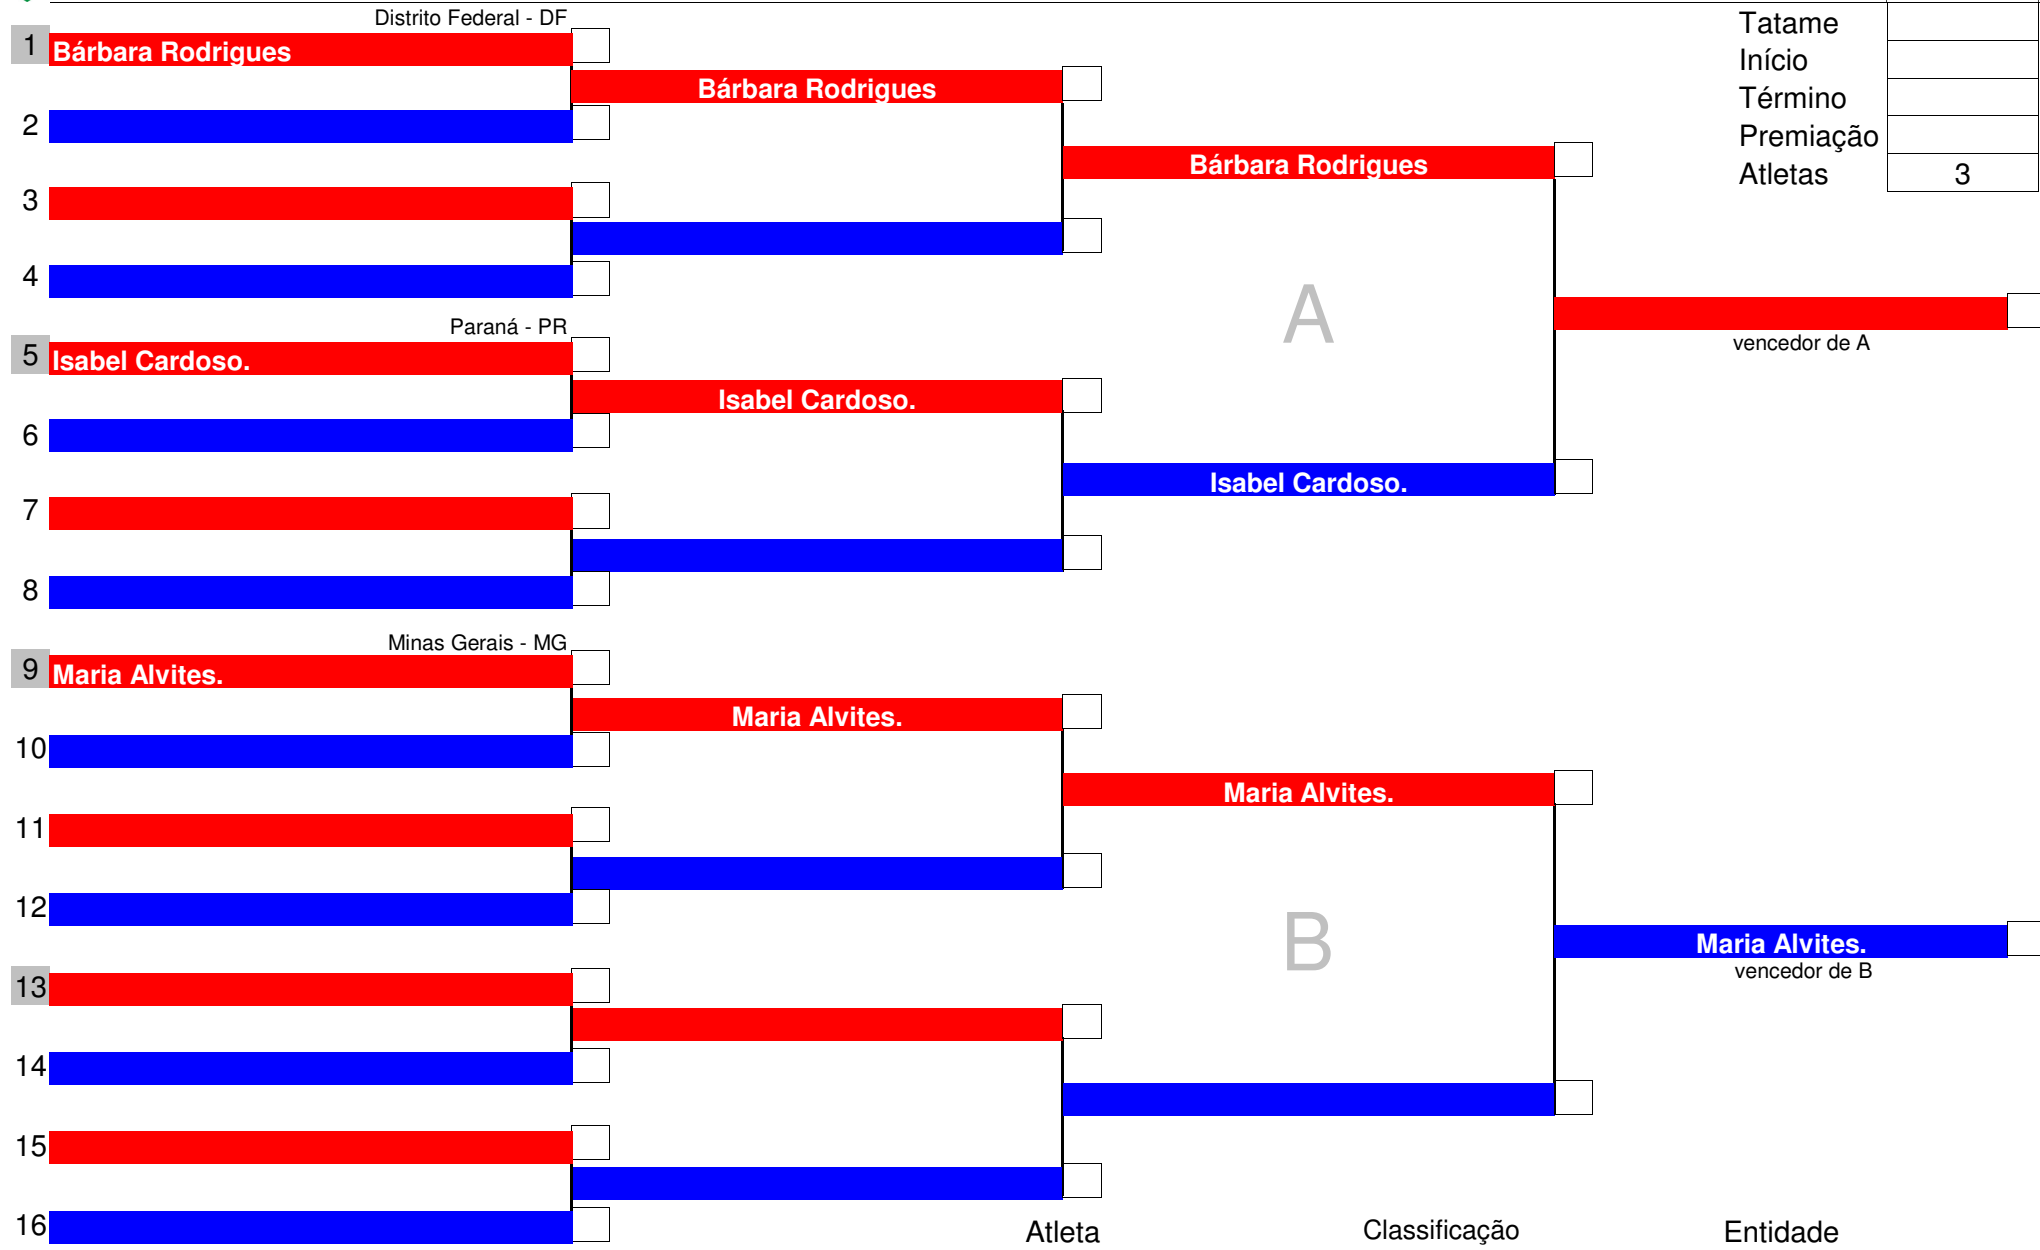 Distrito Federal - DF
Tatame
1 Bárbara Rodrigues
Início
Bárbara Rodrigues
Término
2
Premiação
Bárbara Rodrigues
Atletas 3
3
4
A
Paraná - PR
vencedor de A
5 Isabel Cardoso.
Isabel Cardoso.
6
Isabel Cardoso.
7
8
Minas Gerais - MG
9 Maria Alvites.
Maria Alvites.
10
Maria Alvites.
11
12
B
Maria Alvites.
vencedor de B
13
14
15
16
Atleta Classificação Entidade